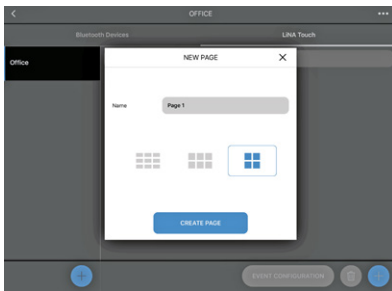 OFFICE
Bluetooth Devices
LiNA Touch
Office
NEW PAGE
Name
Page 1
CREATE PAGE
EVENT CONFIGURATION